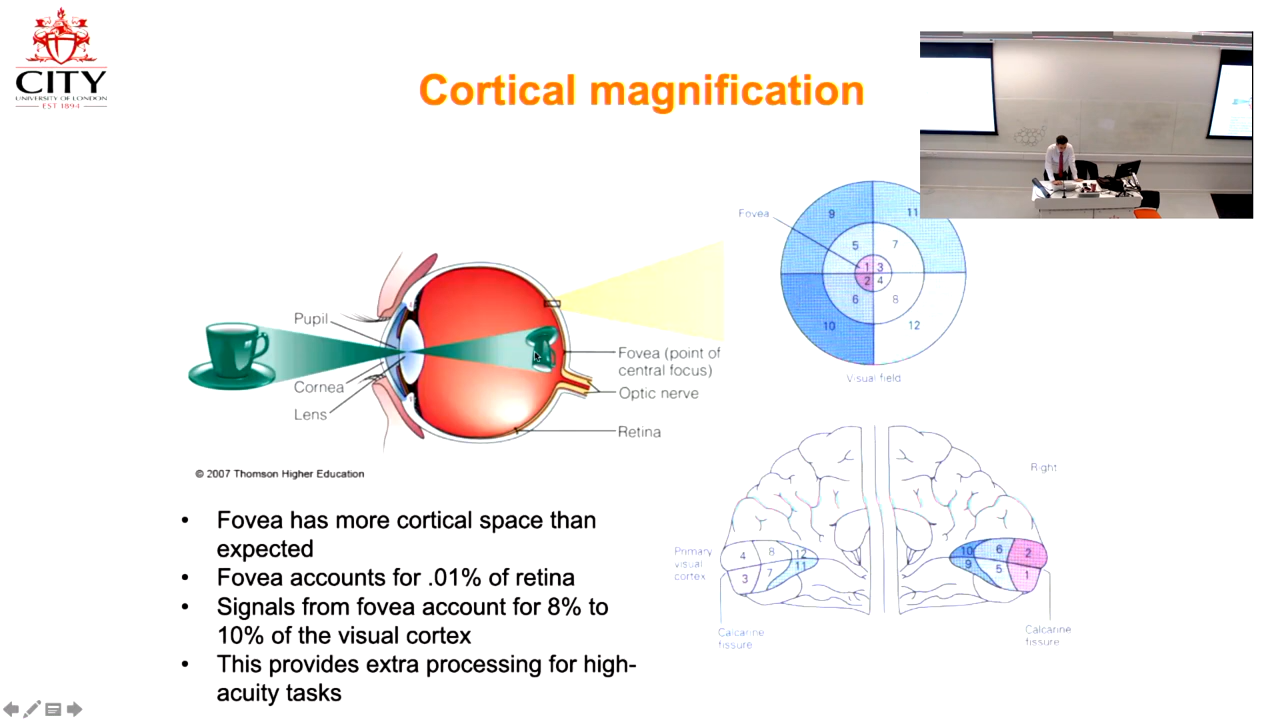 CITY
UNIVERSITY OF LONDON
EST 1894
Cortical magnification
Pupil
Cornea
Lens
Fovea (point of
central focus)
Optic nerve
Retina
© 2007 Thomson Higher Education
Fovea
9
11
5
7
1
3
2
4
6
8
10
12
Visual field
Right
Primary
visual
cortex
4
8
12
3
7
11
10
6
2
9
5
1
Calcarine
fissure
Calcarine
fissure
• Fovea has more cortical space than
expected
• Fovea accounts for .01% of retina
• Signals from fovea account for 8% to
10% of the visual cortex
• This provides extra processing for high-
acuity tasks